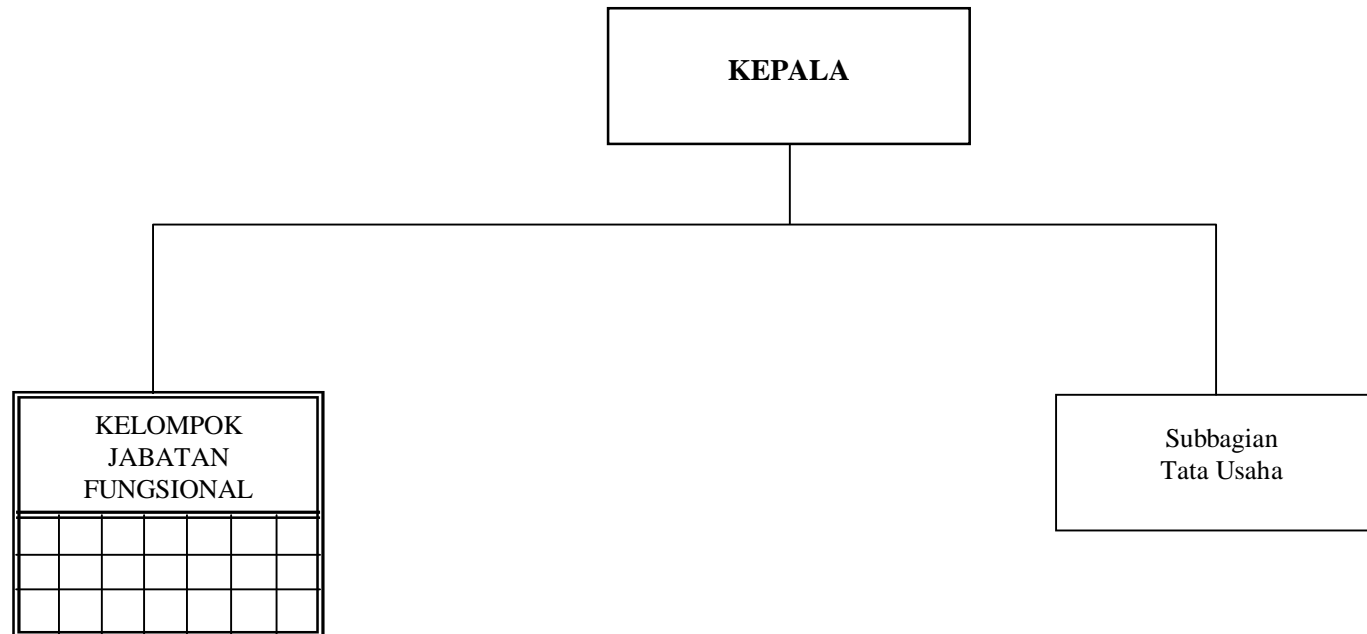 KEPALA
KELOMPOK
JABATAN
FUNGSIONAL
Subbagian
Tata Usaha